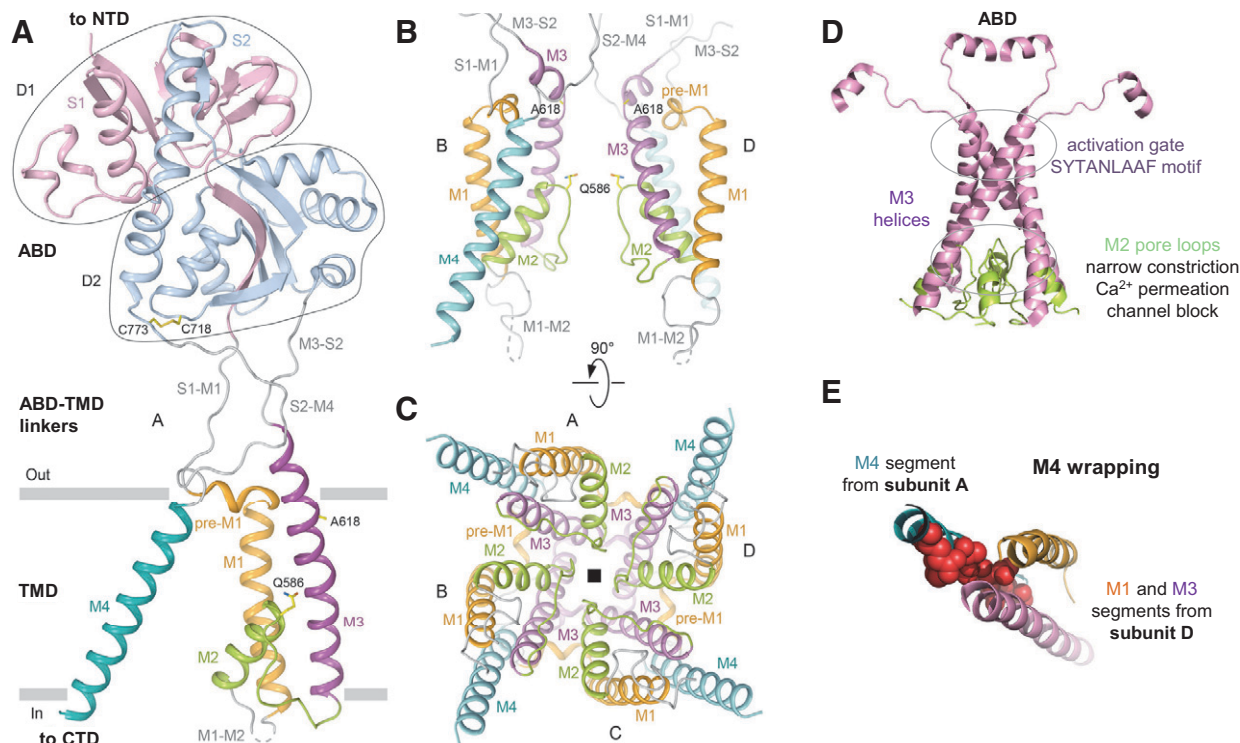 A
to NTD
S2
D1
S1
ABD
D2
C773
C718
M3-S2
S1-M1
S2-M4
ABD-TMD
linkers
A
Out
pre-M1
A618
M1
TMD
Q586
M4
M3
M2
In
to CTD
M1-M2
B
M3-S2
S2-M4
S1-M1
M3-S2
S1-M1
pre-M1
A618
A618
B
M3
D
M1
Q586
M1
M4
M2
M2
M1-M2
M1-M2
90°
C
A
M1
M4
M2
M4
M3
M3
M1
pre-M1
D
M2
B
M2
M1
M3
M3
pre-M1
M4
M2
M4
M1
C
D
ABD
activation gate
SYTANLAAF motif
M3
helices
M2 pore loops
narrow constriction
Ca²⁺ permeation
channel block
E
M4 segment
from subunit A
M4 wrapping
M1 and M3
segments from
subunit D